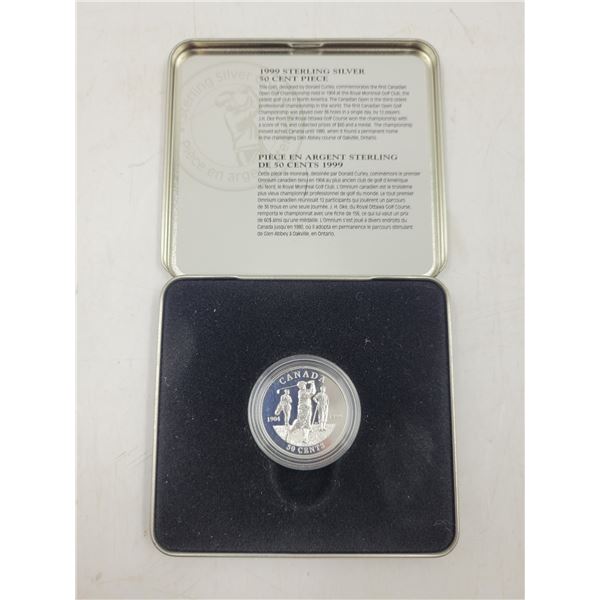 1999 STERLING SILVER
50 CENT PIECE
This coin, designed by Donald Curley, commemorates the first Canadian
Open Golf Championship held in 1904 at the Royal Montreal Golf Club, the
oldest golf club in North America. The Canadian Open is the third oldest
professional championship in the world. The first Canadian Open Golf
Championship was played over 36 holes in a single day, by 12 players.
J.H. Oke from the Royal Ottawa Golf Course won the championship with
a score of 156, and collected prizes of $60 and a medal. The championship
moved across Canada until 1980, when it found a permanent home
in the challenging Glen Abbey course of Oakville, Ontario.
PIÈCE EN ARGENT STERLING
DE 50 CENTS 1999
Cette pièce de monnaie, dessinée par Donald Curley, commémore le premier
Omnium canadien tenu en 1904 au plus ancien club de golf d'Amérique
du Nord, le Royal Montreal Golf Club. L'Omnium canadien est le troisième
plus vieux championnat professionnel de golf du monde. Le tout premier
Omnium canadien réunissait 12 participants qui jouèrent un parcours
de 36 trous en une seule journée. J. H. Oke, du Royal Ottawa Golf Course,
remporta le championnat avec une fiche de 156, ce qui lui valut un prix
de 60$ ainsi qu'une médaille. L'Omnium s'est joué à divers endroits du
Canada jusqu'en 1980, où il adopta en permanence le parcours stimulant
de Glen Abbey à Oakville, en Ontario.
Sterling Silver
Pièce en argent
CANADA
1904
50 CENTS